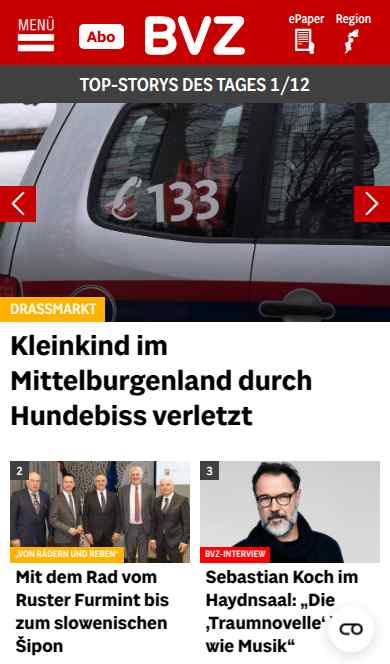 MENÜ
Abo
BVZ
ePaper
Region
TOP-STORYS DES TAGES 1/12
133
DRASSMARKT
Kleinkind im
Mittelburgenland durch
Hundebiss verletzt
2
„VON RÄDERN UND REBEN“
Mit dem Rad vom
Ruster Furmint bis
zum slowenischen
Šipon
3
BVZ-INTERVIEW
Sebastian Koch im
Haydnsaal: „Die
‚Traumnovelle‘
wie Musik“